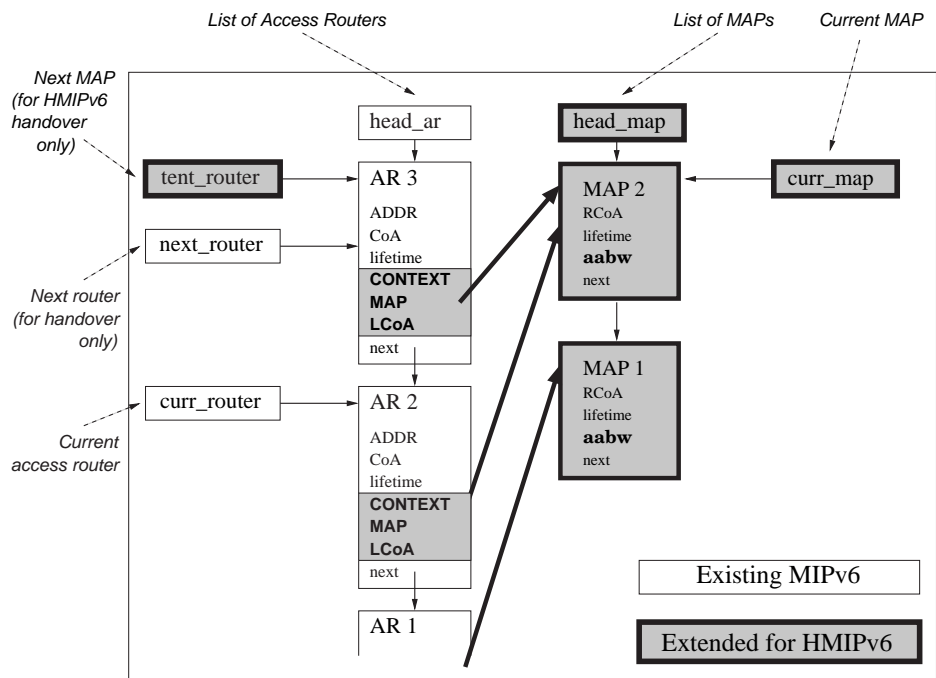 List of Access Routers
List of MAPs
Current MAP
Next MAP
(for HMIPv6
handover
only)
head_ar
head_map
tent_router
AR 3
ADDR
CoA
lifetime
CONTEXT
MAP
LCoA
next
MAP 2
RCoA
lifetime
aabw
next
curr_map
next_router
Next router
(for handover
only)
MAP 1
RCoA
lifetime
aabw
next
curr_router
AR 2
ADDR
CoA
lifetime
CONTEXT
MAP
LCoA
next
Current
access router
AR 1
Existing MIPv6
Extended for HMIPv6